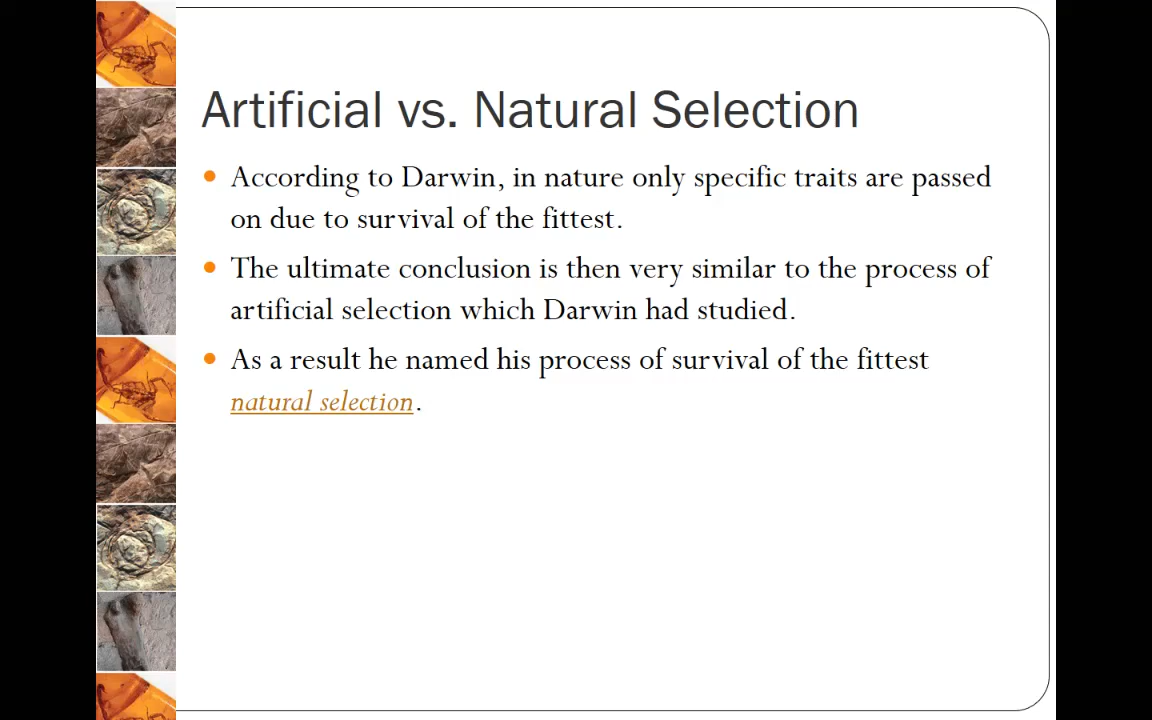 Artificial vs. Natural Selection
According to Darwin, in nature only specific traits are passed
on due to survival of the fittest.
The ultimate conclusion is then very similar to the process of
artificial selection which Darwin had studied.
As a result he named his process of survival of the fittest
natural selection.